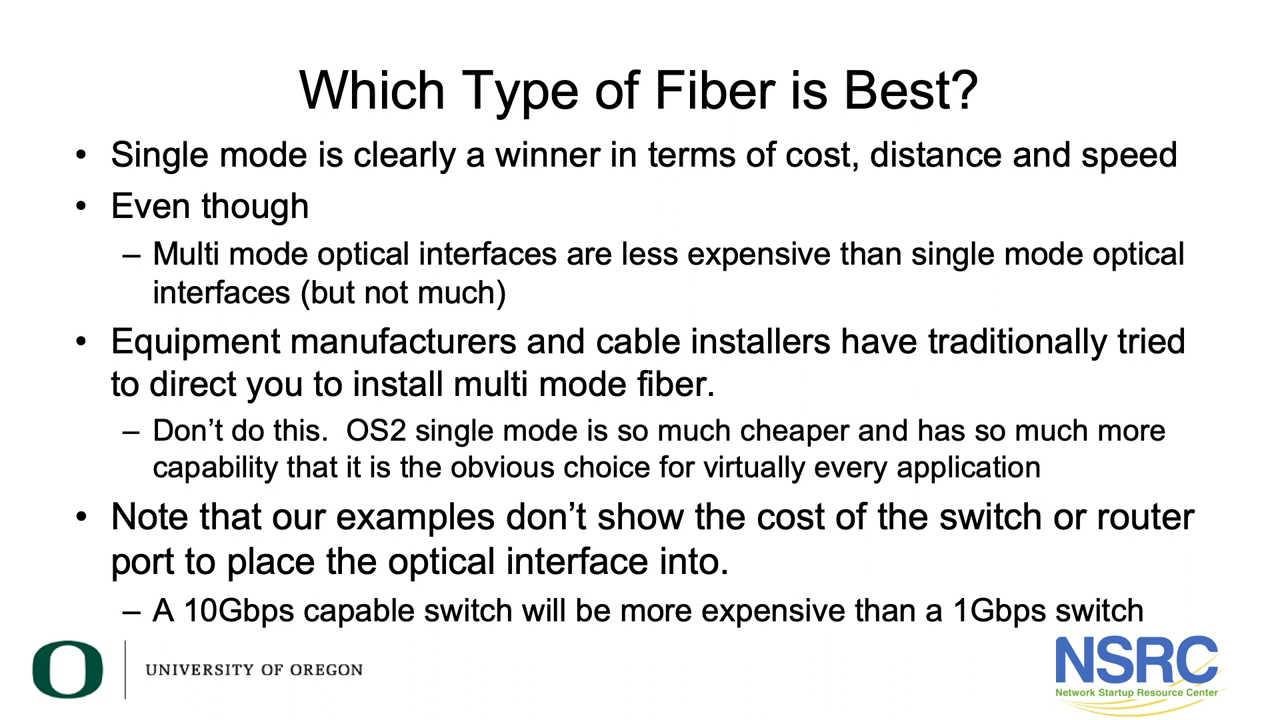 Which Type of Fiber is Best?
• Single mode is clearly a winner in terms of cost, distance and speed
• Even though
– Multi mode optical interfaces are less expensive than single mode optical
interfaces (but not much)
• Equipment manufacturers and cable installers have traditionally tried
to direct you to install multi mode fiber.
– Don’t do this.  OS2 single mode is so much cheaper and has so much more
capability that it is the obvious choice for virtually every application
• Note that our examples don’t show the cost of the switch or router
port to place the optical interface into.
– A 10Gbps capable switch will be more expensive than a 1Gbps switch
O
UNIVERSITY OF OREGON
NSRC
Network Startup Resource Center